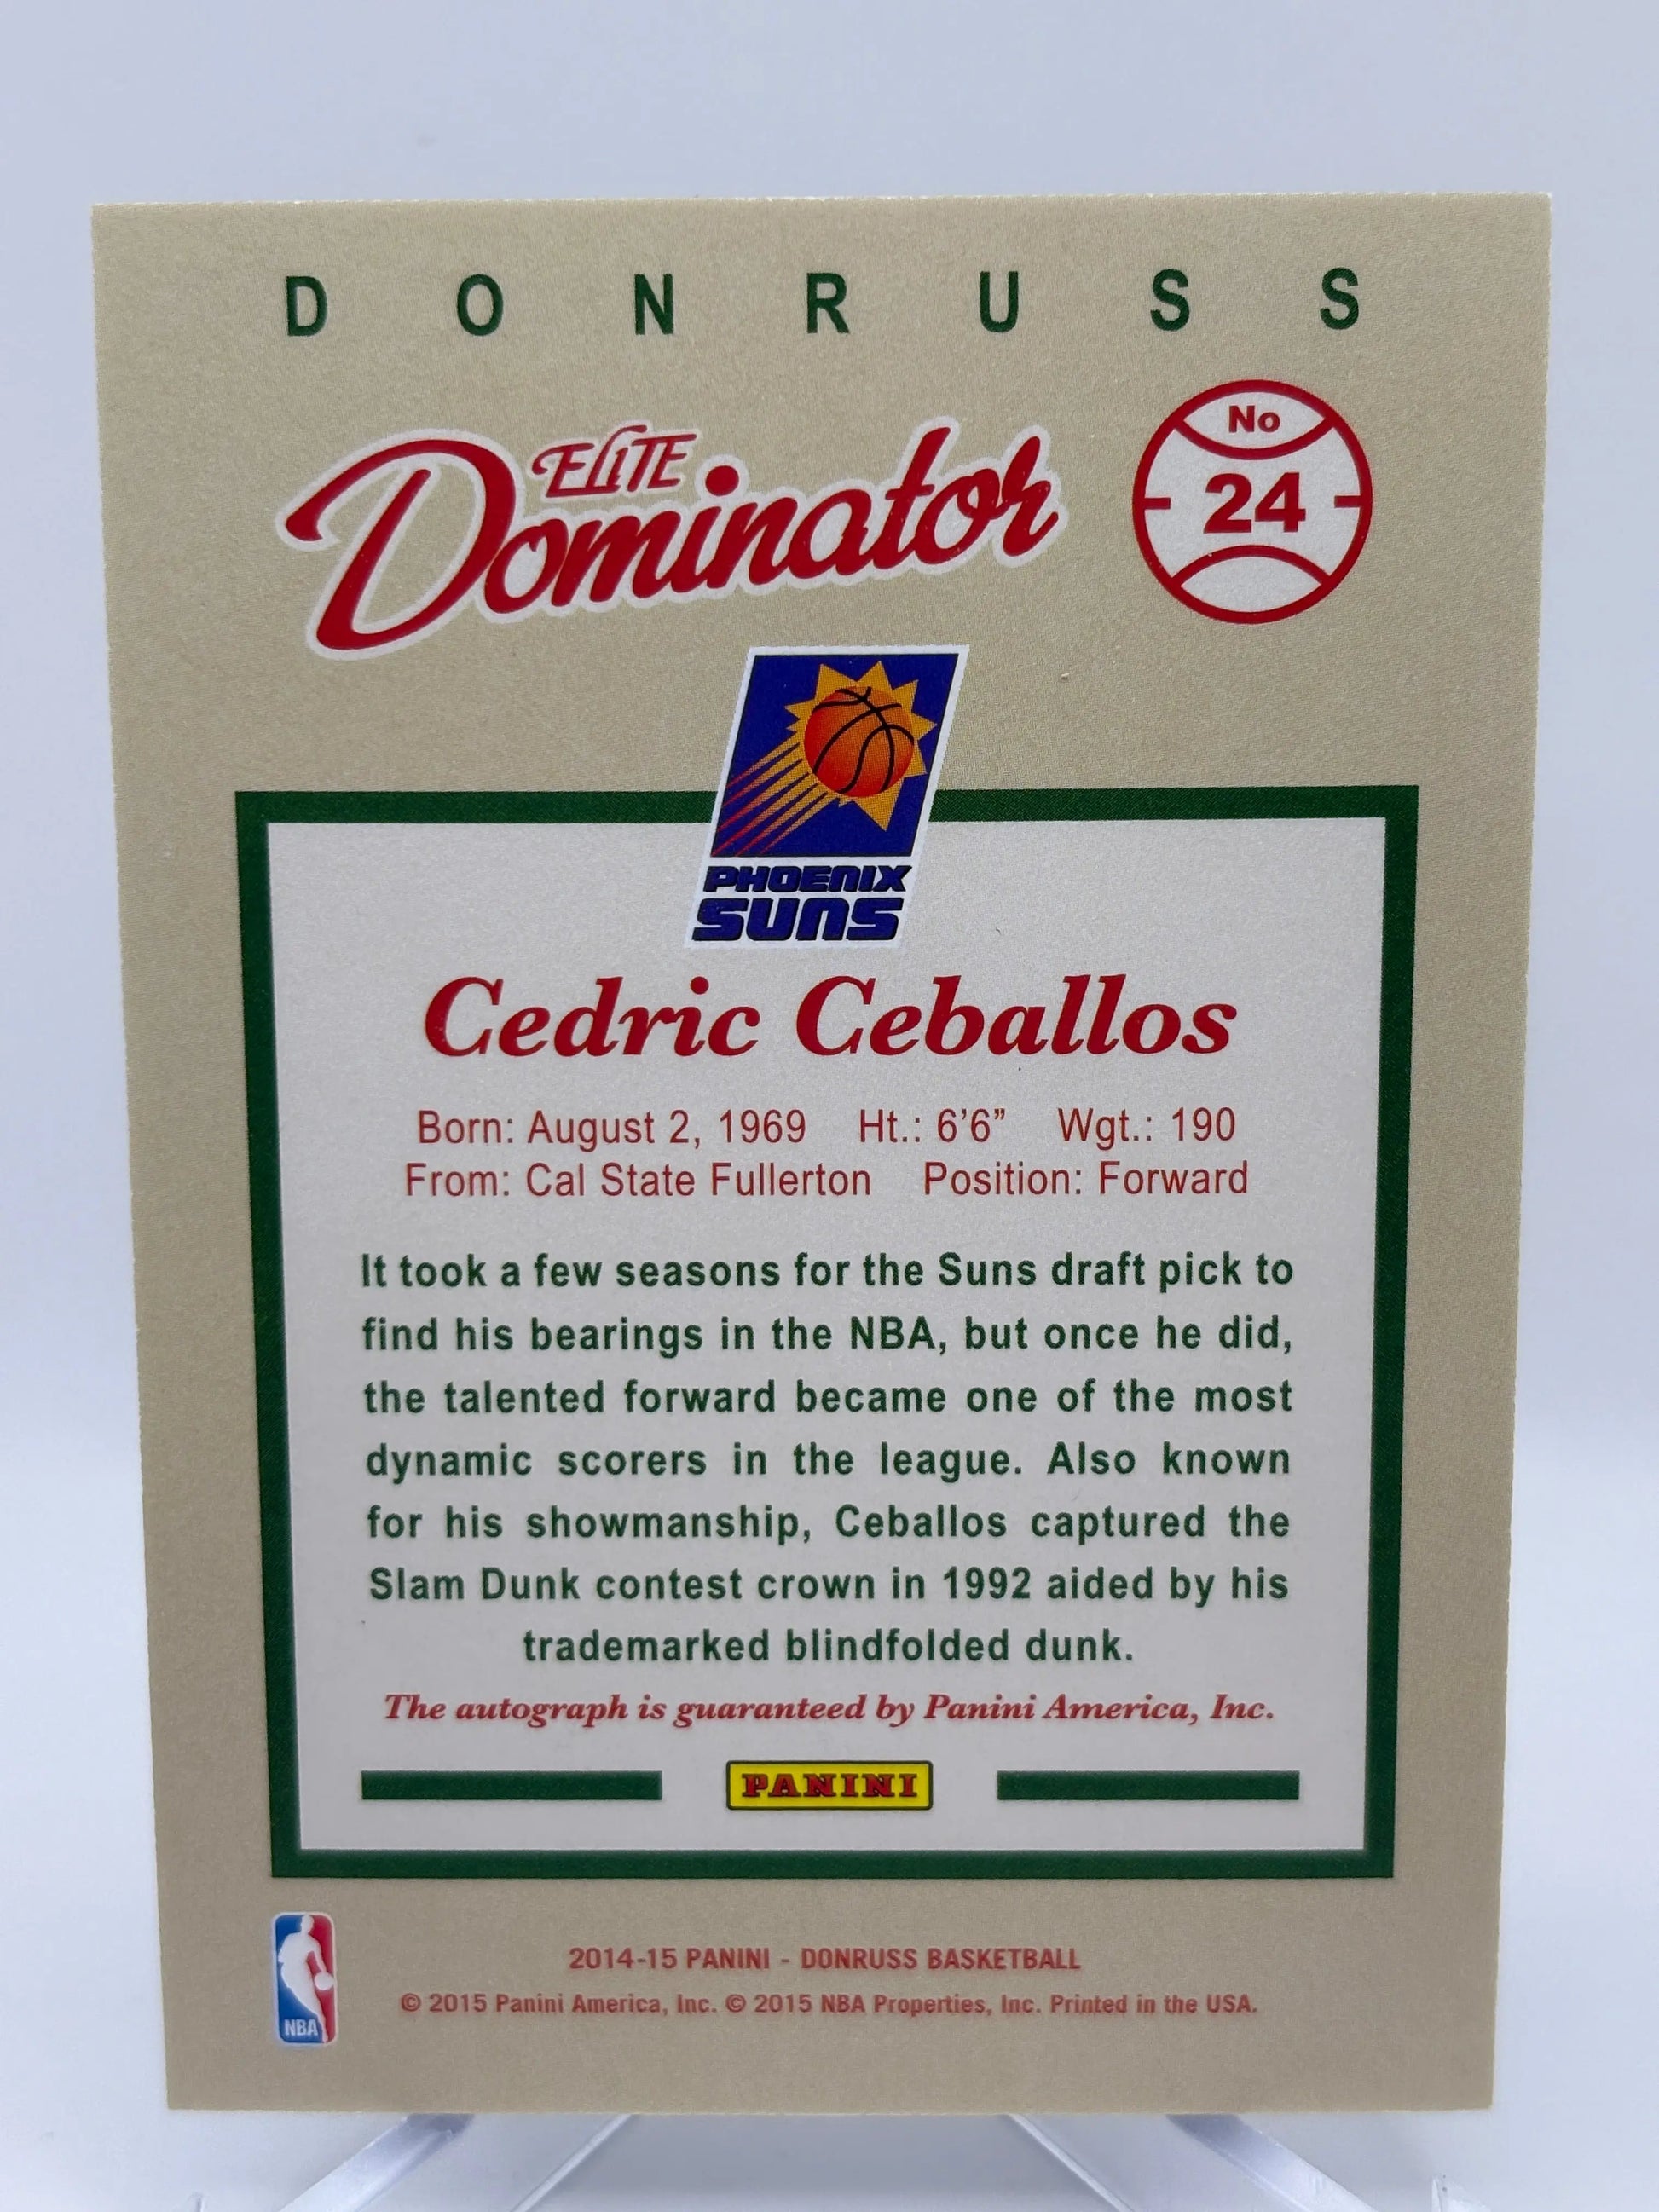 DONRUSS
ELITE
Dominator
No
24
PHOENIX
SUNS
Cedric Ceballos
Born: August 2, 1969 Ht.: 6’6” Wgt.: 190
From: Cal State Fullerton Position: Forward
It took a few seasons for the Suns draft pick to
find his bearings in the NBA, but once he did,
the talented forward became one of the most
dynamic scorers in the league. Also known
for his showmanship, Ceballos captured the
Slam Dunk contest crown in 1992 aided by his
trademarked blindfolded dunk.
The autograph is guaranteed by Panini America, Inc.
PANINI
NBA
2014-15 PANINI - DONRUSS BASKETBALL
© 2015 Panini America, Inc. © 2015 NBA Properties, Inc. Printed in the USA.